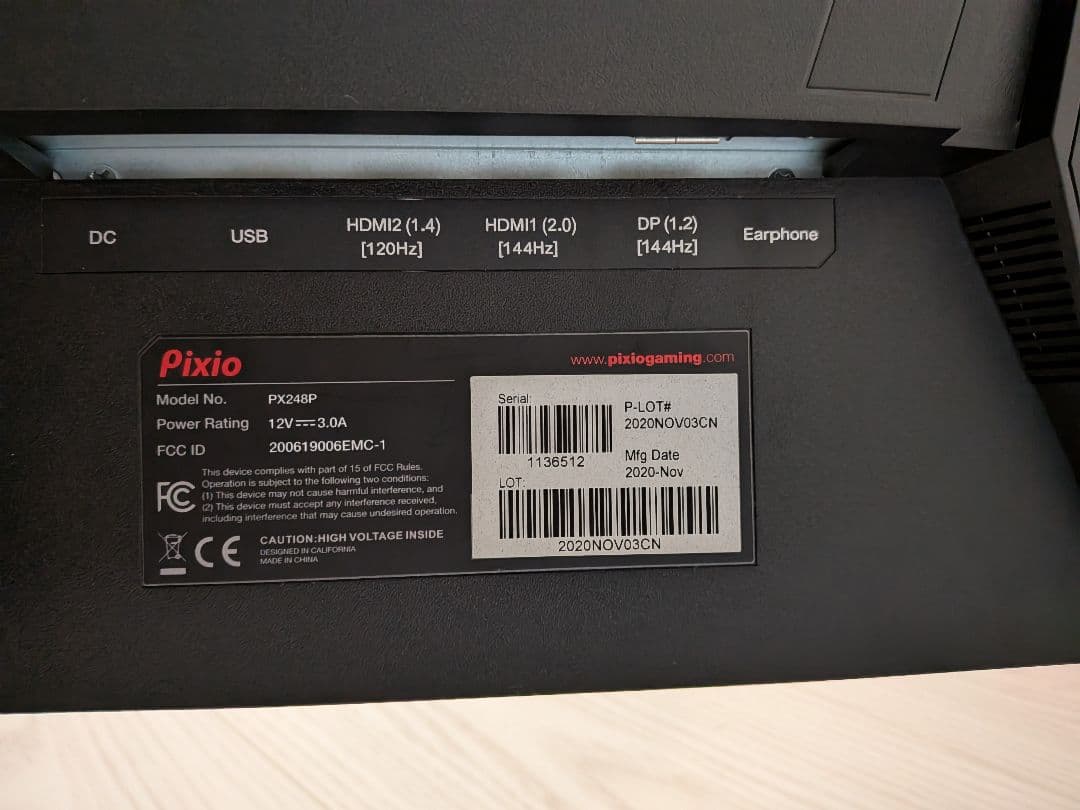 DC
USB
HDMI2 (1.4)
[120Hz]
HDMI1 (2.0)
[144Hz]
DP (1.2)
[144Hz]
Earphone
Pixio
www.pixiogaming.com
Model No. PX248P
Power Rating 12V⎓3.0A
FCC ID 200619006EMC-1
This device complies with part of 15 of FCC Rules.
Operation is subject to the following two conditions:
(1) This device may not cause harmful interference, and
(2) This device must accept any interference received,
including interference that may cause undesired operation.
FC
CE
CAUTION:HIGH VOLTAGE INSIDE
DESIGNED IN CALIFORNIA
MADE IN CHINA
Serial:
1136512
P-LOT#
2020NOV03CN
Mfg Date
2020-Nov
LOT:
2020NOV03CN